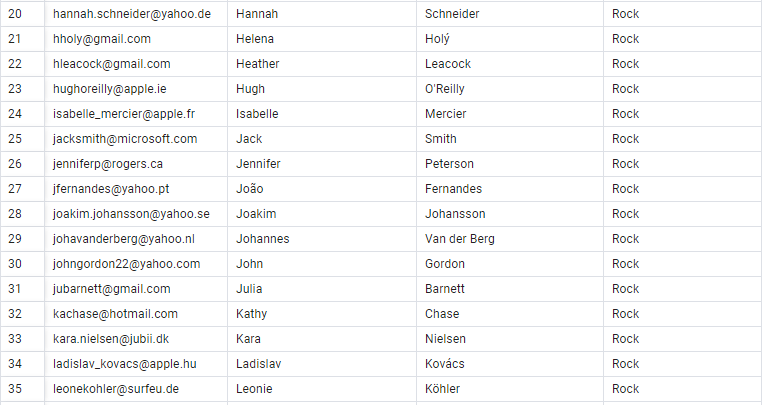 20 hannah.schneider@yahoo.de Hannah Schneider Rock
21 hholy@gmail.com Helena Holý Rock
22 hleacock@gmail.com Heather Leacock Rock
23 hughoreilly@apple.ie Hugh O'Reilly Rock
24 isabelle_mercier@apple.fr Isabelle Mercier Rock
25 jacksmith@microsoft.com Jack Smith Rock
26 jenniferp@rogers.ca Jennifer Peterson Rock
27 jfernandes@yahoo.pt João Fernandes Rock
28 joakim.johansson@yahoo.se Joakim Johansson Rock
29 johavanderberg@yahoo.nl Johannes Van der Berg Rock
30 johngordon22@yahoo.com John Gordon Rock
31 jubarnett@gmail.com Julia Barnett Rock
32 kachase@hotmail.com Kathy Chase Rock
33 kara.nielsen@jubii.dk Kara Nielsen Rock
34 ladislav_kovacs@apple.hu Ladislav Kovács Rock
35 leonekohler@surfeu.de Leonie Köhler Rock